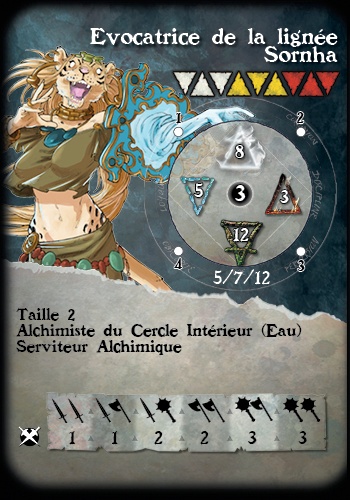 Evocatrice de la lignée
Sornha
1
2
8
5
3
3
12
4
3
5/7/12
Taille 2
Alchimiste du Cercle Intérieur (Eau)
Serviteur Alchimique
1 1 2 2 3 3